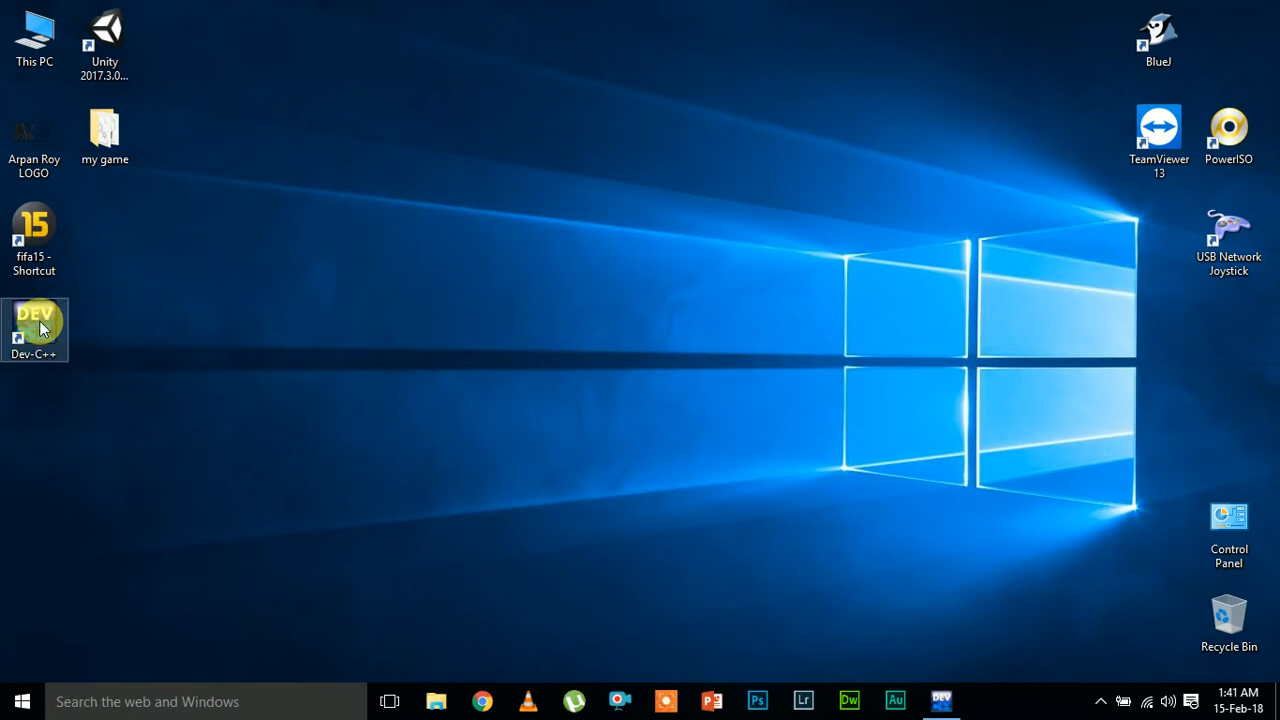 This PC
Unity
2017.3.0...
Arpan Roy
LOGO
my game
15
fifa15 -
Shortcut
DEV
Dev-C++
BlueJ
TeamViewer
13
PowerISO
USB Network
Joystick
Control
Panel
Recycle Bin
Search the web and Windows
P
Ps
Lr
Dw
Au
DEV
1:41 AM
15-Feb-18